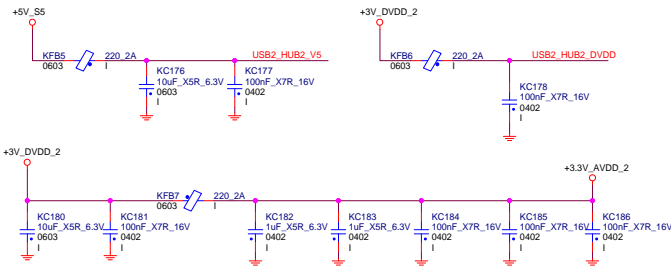 +5V_S5
KFB5 220_2A
0603 I
USB2_HUB2_V5
KC176
10uF_X5R_6.3V
0603
I
KC177
100nF_X7R_16V
0402
I
+3V_DVDD_2
KFB6 220_2A
0603 I
USB2_HUB2_DVDD
KC178
100nF_X7R_16V
0402
I
+3V_DVDD_2
KFB7 220_2A
0603 I
+3.3V_AVDD_2
KC180
10uF_X5R_6.3V
0603
I
KC181
100nF_X7R_16V
0402
I
KC182
1uF_X5R_6.3V
0402
I
KC183
1uF_X5R_6.3V
0402
I
KC184
100nF_X7R_16V
0402
I
KC185
100nF_X7R_16V
0402
I
KC186
100nF_X7R_16V
0402
I